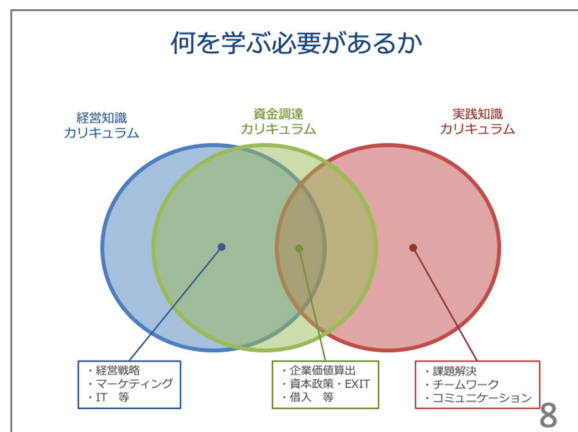 何を学ぶ必要があるか
経営知識
カリキュラム
資金調達
カリキュラム
実践知識
カリキュラム
・経営戦略
・マーケティング
・IT 等
・企業価値算出
・資本政策・EXIT
・借入 等
・課題解決
・チームワーク
・コミュニケーション
8